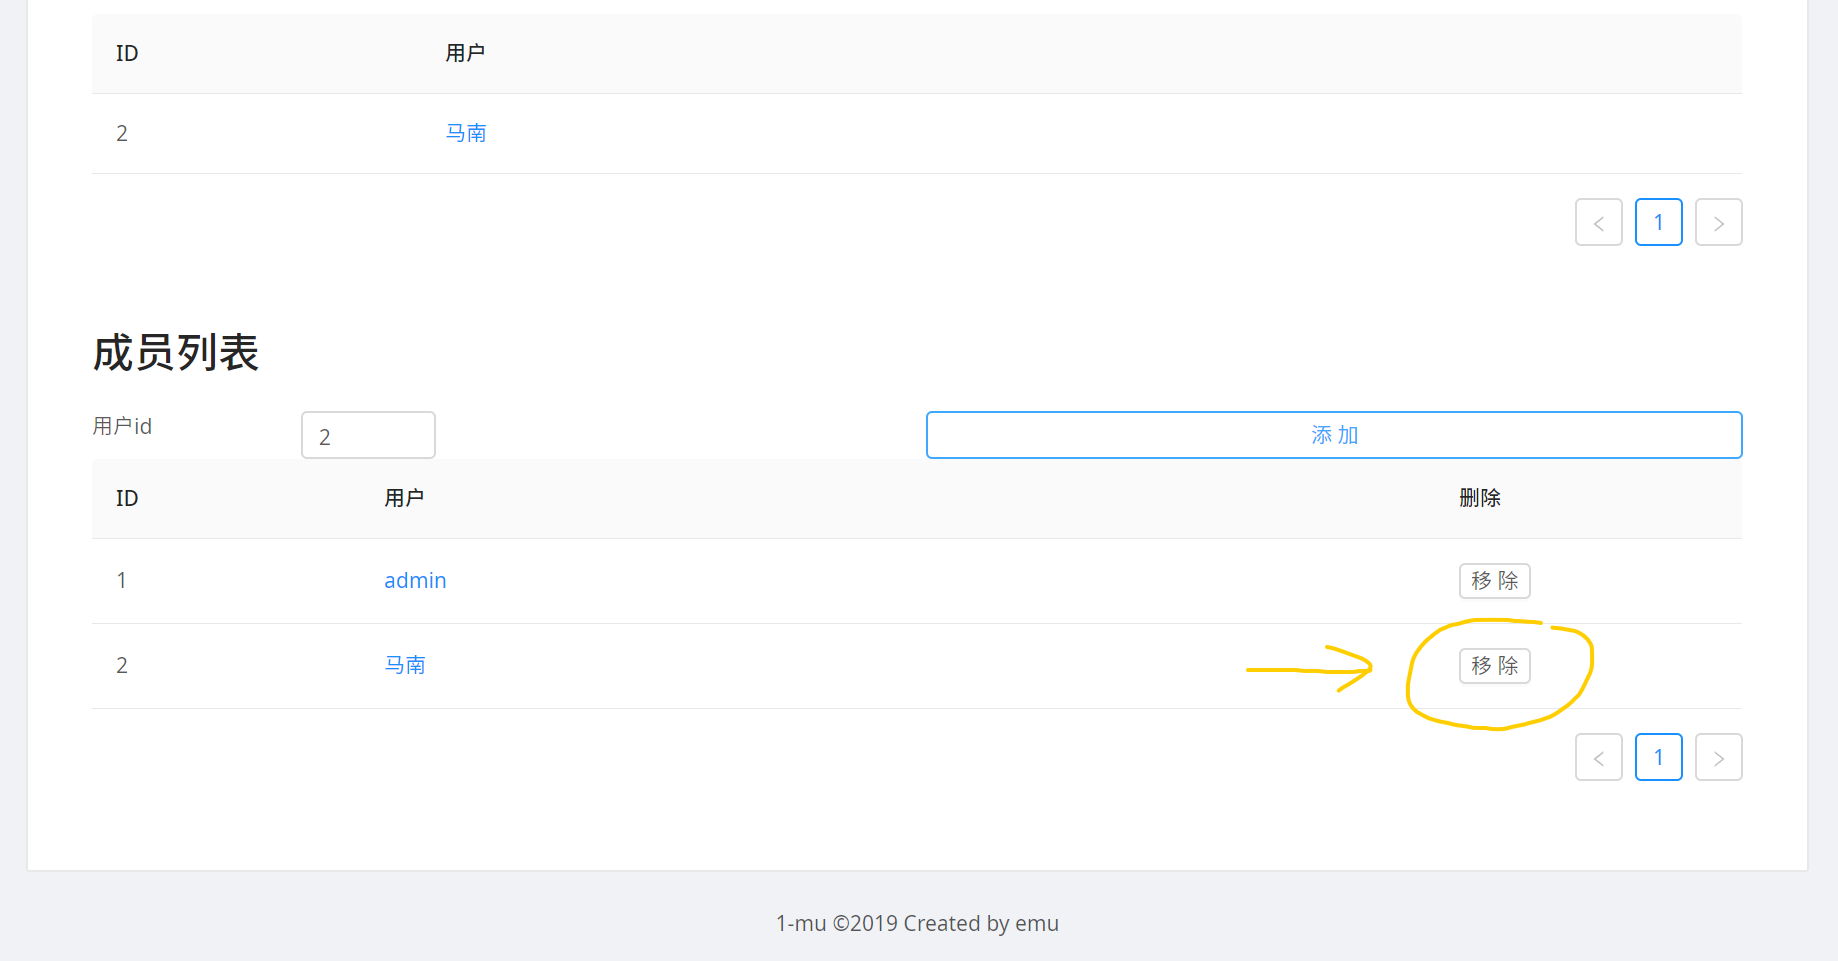 ID 用户
2 马南
< 1 >
成员列表
用户id 2 添 加
ID 用户 删除
1 admin 移 除
2 马南 移 除
< 1 >
1-mu ©2019 Created by emu